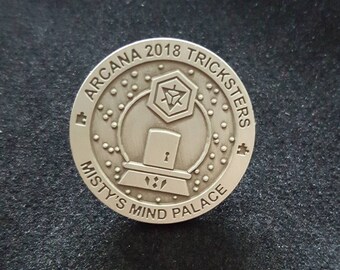 ARCANA 2018 TRICKSTERS
MISTY'S MIND PALACE